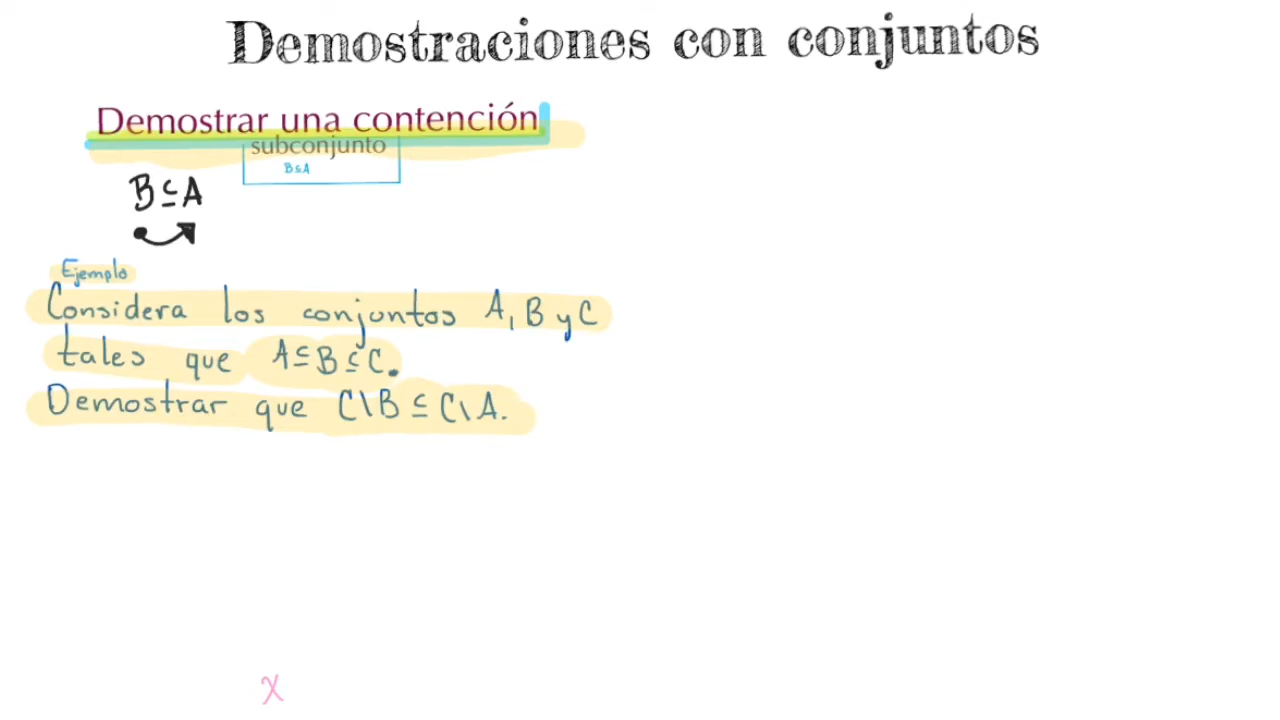 Demostraciones con conjuntos
Demostrar una contención
subconjunto
B⊆A
B⊆A
Ejemplo
Considera los conjuntos A, B y C
tales que A⊆B⊆C.
Demostrar que C\B ⊆ C\A.
x